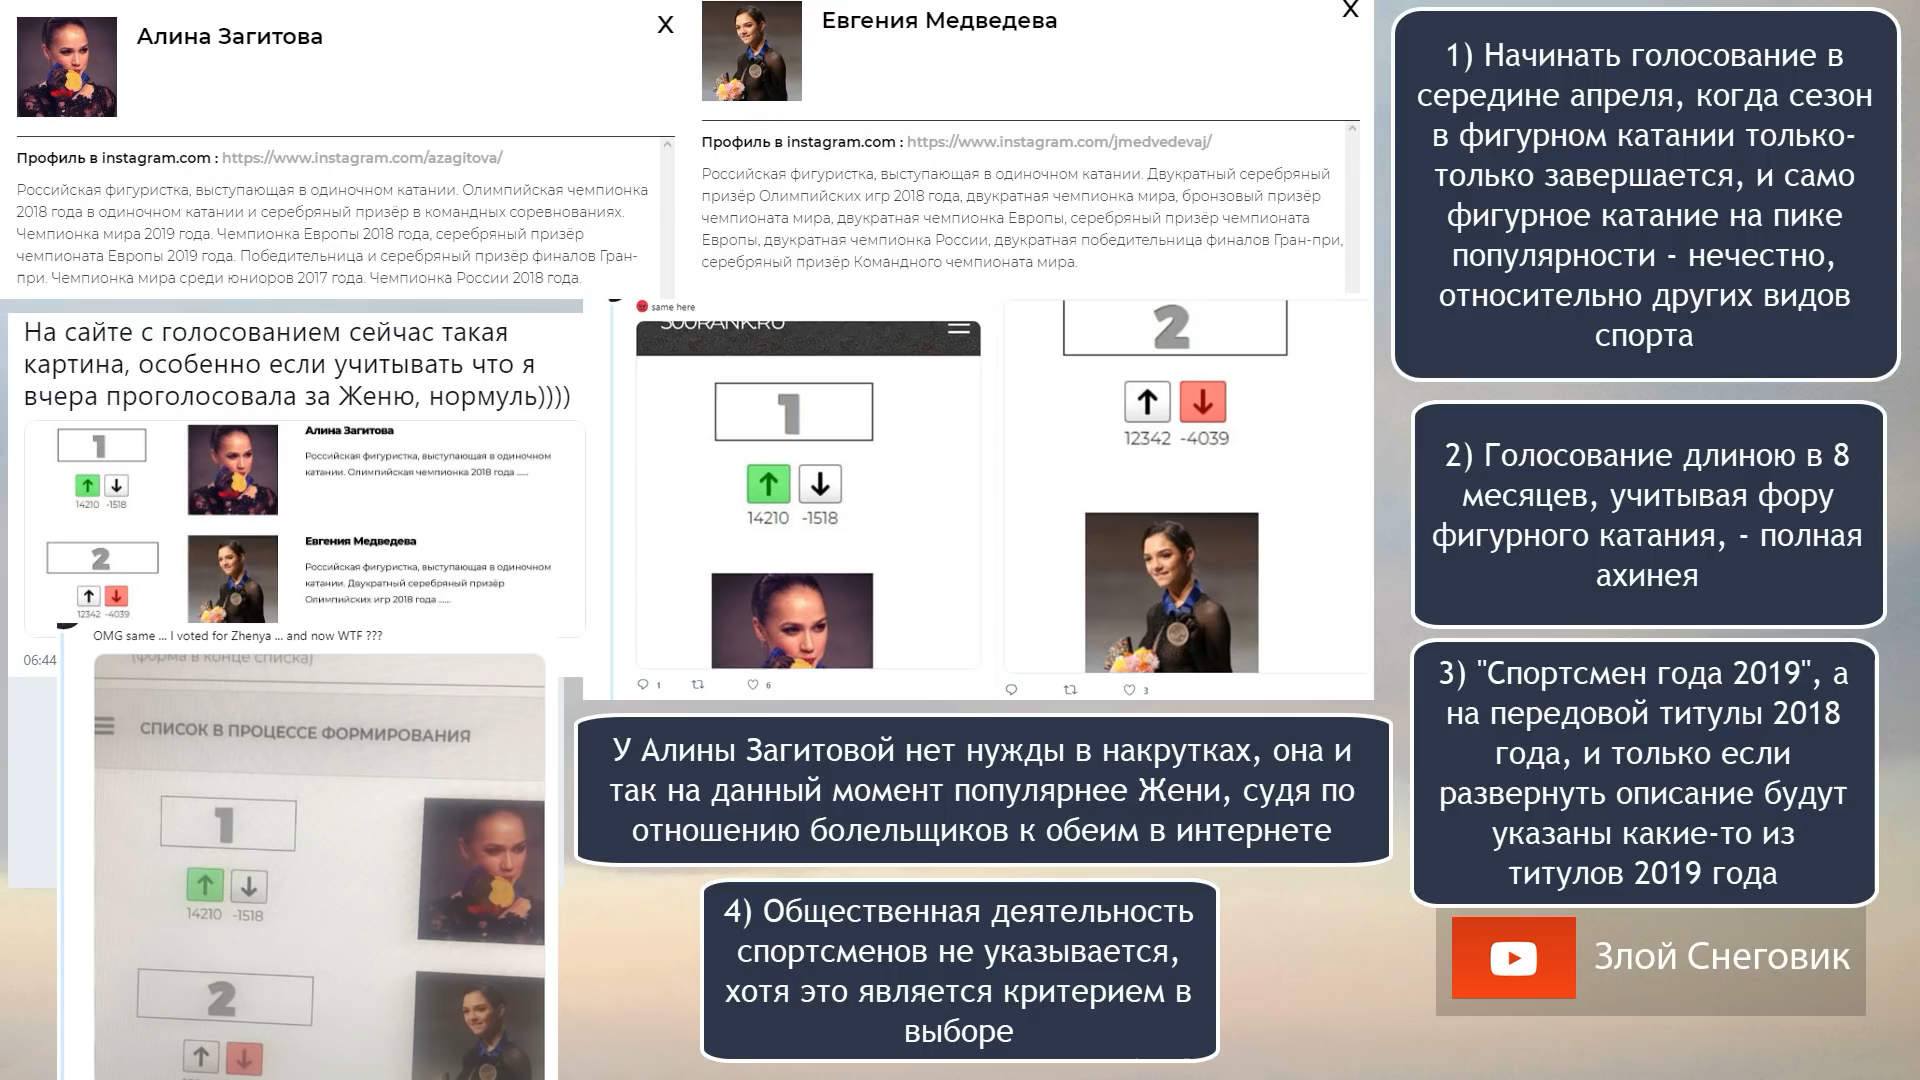 Алина Загитова
X
Профиль в instagram.com : https://www.instagram.com/azagitova/
Российская фигуристка, выступающая в одиночном катании. Олимпийская чемпионка
2018 года в одиночном катании и серебряный призёр в командных соревнованиях.
Чемпионка мира 2019 года. Чемпионка Европы 2018 года, серебряный призёр
чемпионата Европы 2019 года. Победительница и серебряный призёр финалов Гран-
при. Чемпионка мира среди юниоров 2017 года. Чемпионка России 2018 года.
Евгения Медведева
X
Профиль в instagram.com : https://www.instagram.com/jmedvedevaj/
Российская фигуристка, выступающая в одиночном катании. Двукратный серебряный
призёр Олимпийских игр 2018 года, двукратная чемпионка мира, бронзовый призёр
чемпионата мира, двукратная чемпионка Европы, серебряный призёр чемпионата
Европы, двукратная чемпионка России, двукратная победительница финалов Гран-при,
серебряный призёр Командного чемпионата мира.
На сайте с голосованием сейчас такая
картина, особенно если учитывать что я
вчера проголосовала за Женю, нормуль))))
1
14210 -1518
Алина Загитова
Российская фигуристка, выступающая в одиночном
катании. Олимпийская чемпионка 2018 года ......
2
12342 -4039
Евгения Медведева
Российская фигуристка, выступающая в одиночном
катании. Двукратный серебряный призёр
Олимпийских игр 2018 года ......
06:44
OMG same ... I voted for Zhenya ... and now WTF ???
(форма в конце списка)
СПИСОК В ПРОЦЕССЕ ФОРМИРОВАНИЯ
1
14210 -1518
2
same here
1
14210 -1518
1 6
2
12342 -4039
3
1) Начинать голосование в
середине апреля, когда сезон
в фигурном катании только-
только завершается, и само
фигурное катание на пике
популярности - нечестно,
относительно других видов
спорта
2) Голосование длиною в 8
месяцев, учитывая фору
фигурного катания, - полная
ахинея
3) "Спортсмен года 2019", а
на передовой титулы 2018
года, и только если
развернуть описание будут
указаны какие-то из
титулов 2019 года
У Алины Загитовой нет нужды в накрутках, она и
так на данный момент популярнее Жени, судя по
отношению болельщиков к обеим в интернете
4) Общественная деятельность
спортсменов не указывается,
хотя это является критерием в
выборе
Злой Снеговик